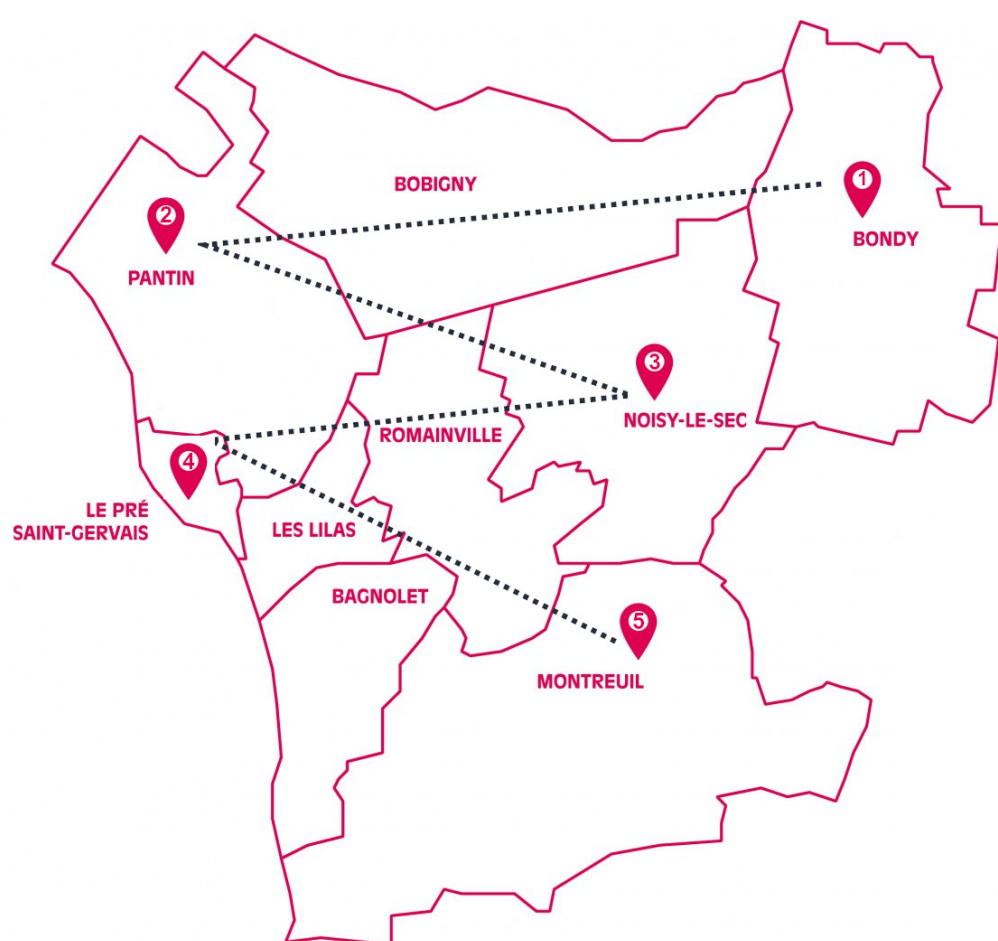 BOBIGNY
1
BONDY
2
PANTIN
3
NOISY-LE-SEC
ROMAINVILLE
4
LE PRÉ
SAINT-GERVAIS
LES LILAS
BAGNOLET
5
MONTREUIL